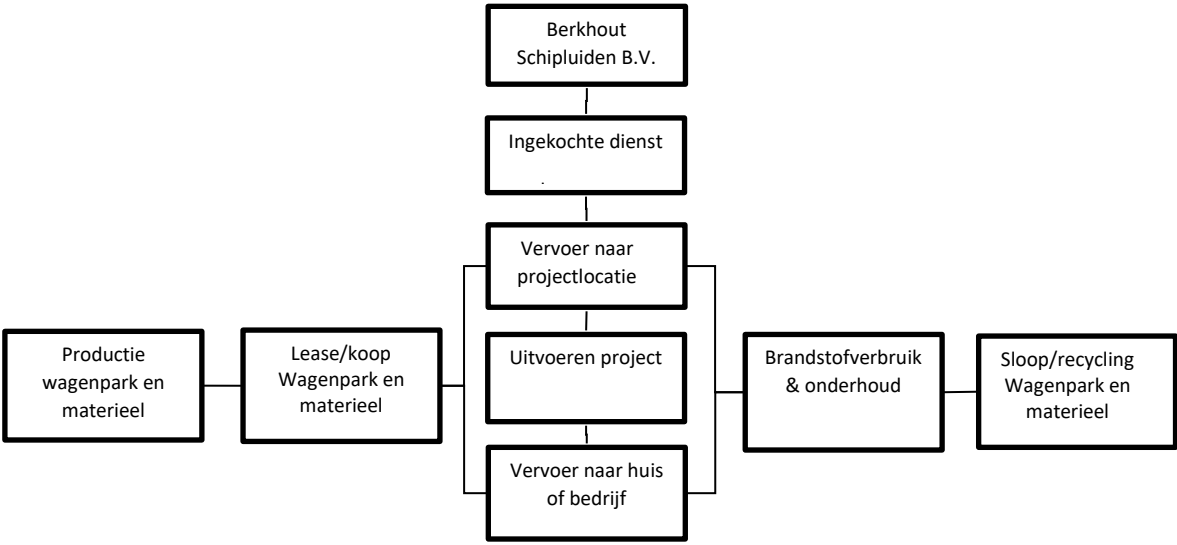 Berkhout
Schipluiden B.V.
Ingekochte dienst
.
Vervoer naar
projectlocatie
Productie
wagenpark en
materieel
Lease/koop
Wagenpark en
materieel
Uitvoeren project
Brandstofverbruik
& onderhoud
Sloop/recycling
Wagenpark en
materieel
Vervoer naar huis
of bedrijf